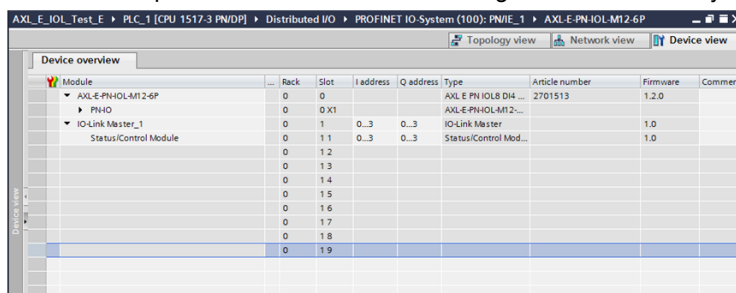 AXL_E_IOL_Test_E ▸ PLC_1 [CPU 1517-3 PN/DP] ▸ Distributed I/O ▸ PROFINET IO-System (100): PN/IE_1 ▸ AXL-E-PN-IOL-M12-6P
Topology view Network view Device view
Device overview
Module ... Rack Slot I address Q address Type Article number Firmware Commen
AXL-E-PN-IOL-M12-6P 0 0 AXL E PN IOL8 DI4 ... 2701513 1.2.0
PN-IO 0 0 X1 AXL-E-PN-IOL-M12-...
IO-Link Master_1 0 1 0...3 0...3 IO-Link Master 1.0
Status/Control Module 0 1 1 0...3 0...3 Status/Control Mod... 1.0
0 1 2
0 1 3
0 1 4
0 1 5
0 1 6
0 1 7
0 1 8
0 1 9
Device view